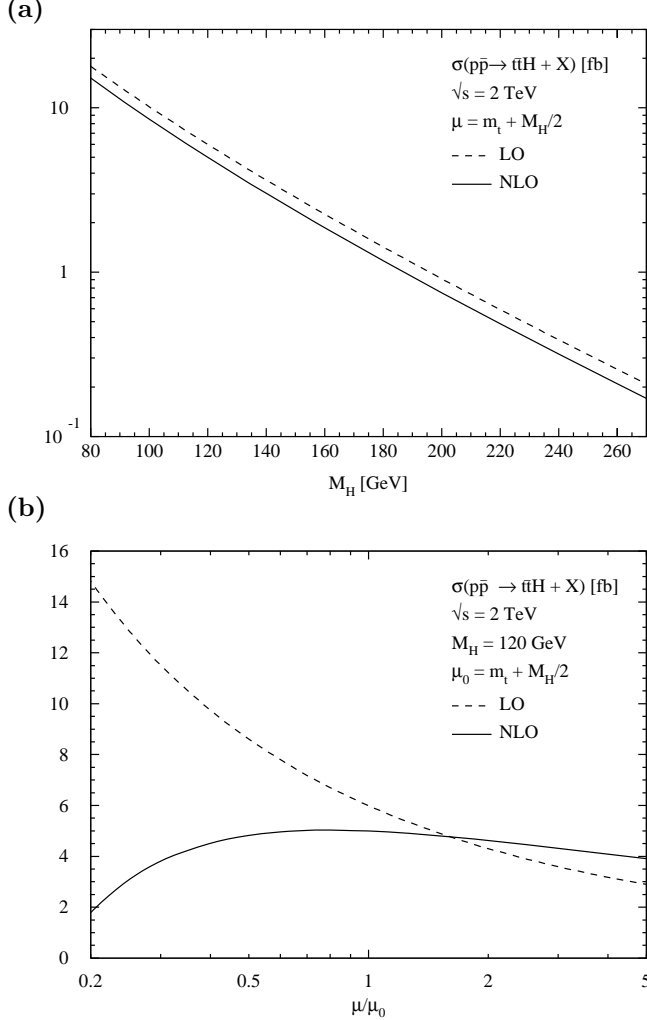 (a)
σ(pp̄→ tt̄H + X) [fb]
√s = 2 TeV
μ = m_t + M_H/2
LO
NLO
10
1
10^-1
80 100 120 140 160 180 200 220 240 260
M_H [GeV]
(b)
σ(pp̄ → tt̄H + X) [fb]
√s = 2 TeV
M_H = 120 GeV
μ_0 = m_t + M_H/2
LO
NLO
16
14
12
10
8
6
4
2
0
0.2 0.5 1 2 5
μ/μ_0